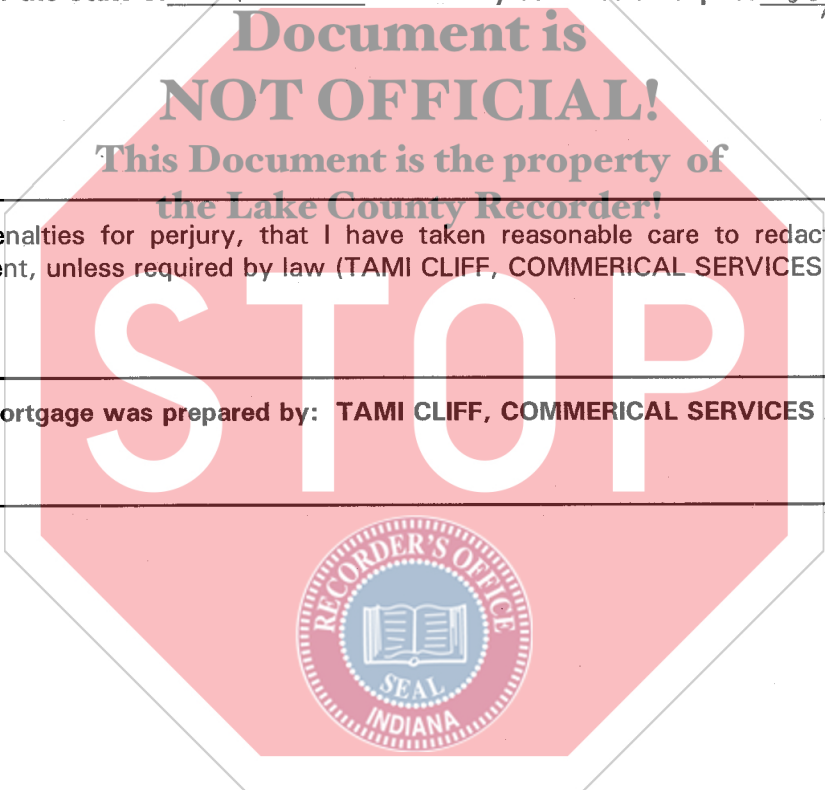 Document is
NOT OFFICIAL!
This Document is the property of
the Lake County Recorder!
enalties for perjury, that I have taken reasonable care to redac
ent, unless required by law (TAMI CLIFF, COMMERICAL SERVICES
STOP
ortgage was prepared by: TAMI CLIFF, COMMERICAL SERVICES
RECORDER'S OFFICE
SEAL
INDIANA